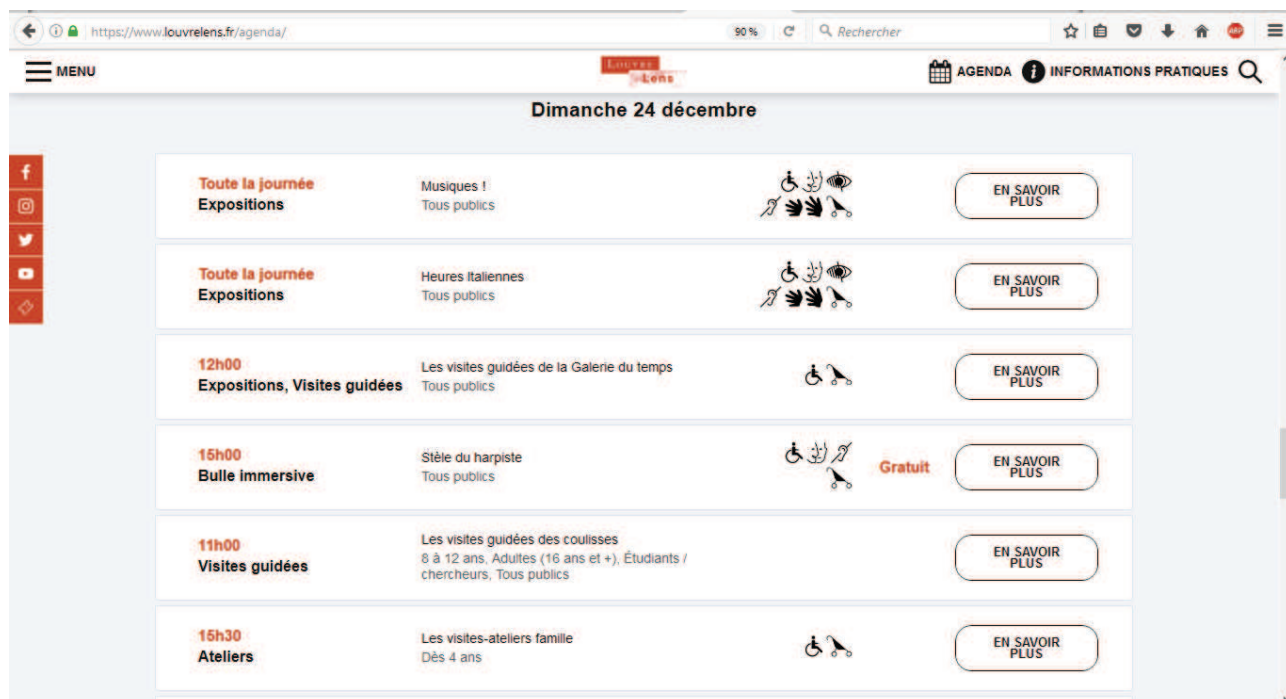 https://www.louvrelens.fr/agenda/
90 %
Rechercher
MENU
Louvre
Lens
AGENDA
INFORMATIONS PRATIQUES
Dimanche 24 décembre
Toute la journée
Expositions
Musiques !
Tous publics
EN SAVOIR
PLUS
Toute la journée
Expositions
Heures Italiennes
Tous publics
EN SAVOIR
PLUS
12h00
Expositions, Visites guidées
Les visites guidées de la Galerie du temps
Tous publics
EN SAVOIR
PLUS
15h00
Bulle immersive
Stèle du harpiste
Tous publics
Gratuit
EN SAVOIR
PLUS
11h00
Visites guidées
Les visites guidées des coulisses
8 à 12 ans, Adultes (16 ans et +), Étudiants /
chercheurs, Tous publics
EN SAVOIR
PLUS
15h30
Ateliers
Les visites-ateliers famille
Dès 4 ans
EN SAVOIR
PLUS